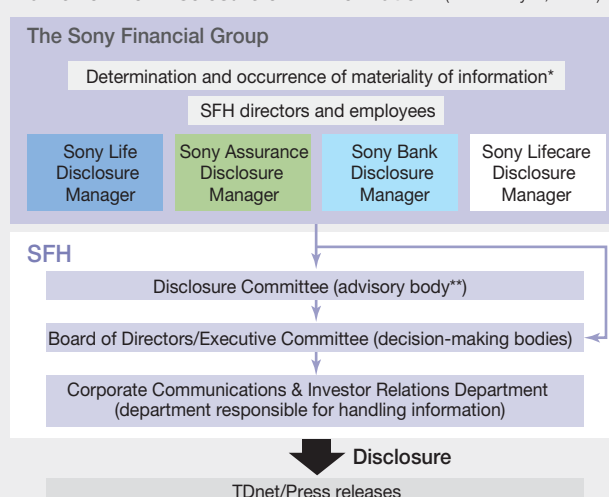 The Sony Financial Group
Determination and occurrence of materiality of information*
SFH directors and employees
Sony Life
Disclosure
Manager
Sony Assurance
Disclosure
Manager
Sony Bank
Disclosure
Manager
Sony Lifecare
Disclosure
Manager
SFH
Disclosure Committee (advisory body**)
Board of Directors/Executive Committee (decision-making bodies)
Corporate Communications & Investor Relations Department
(department responsible for handling information)
Disclosure
TDnet/Press releases